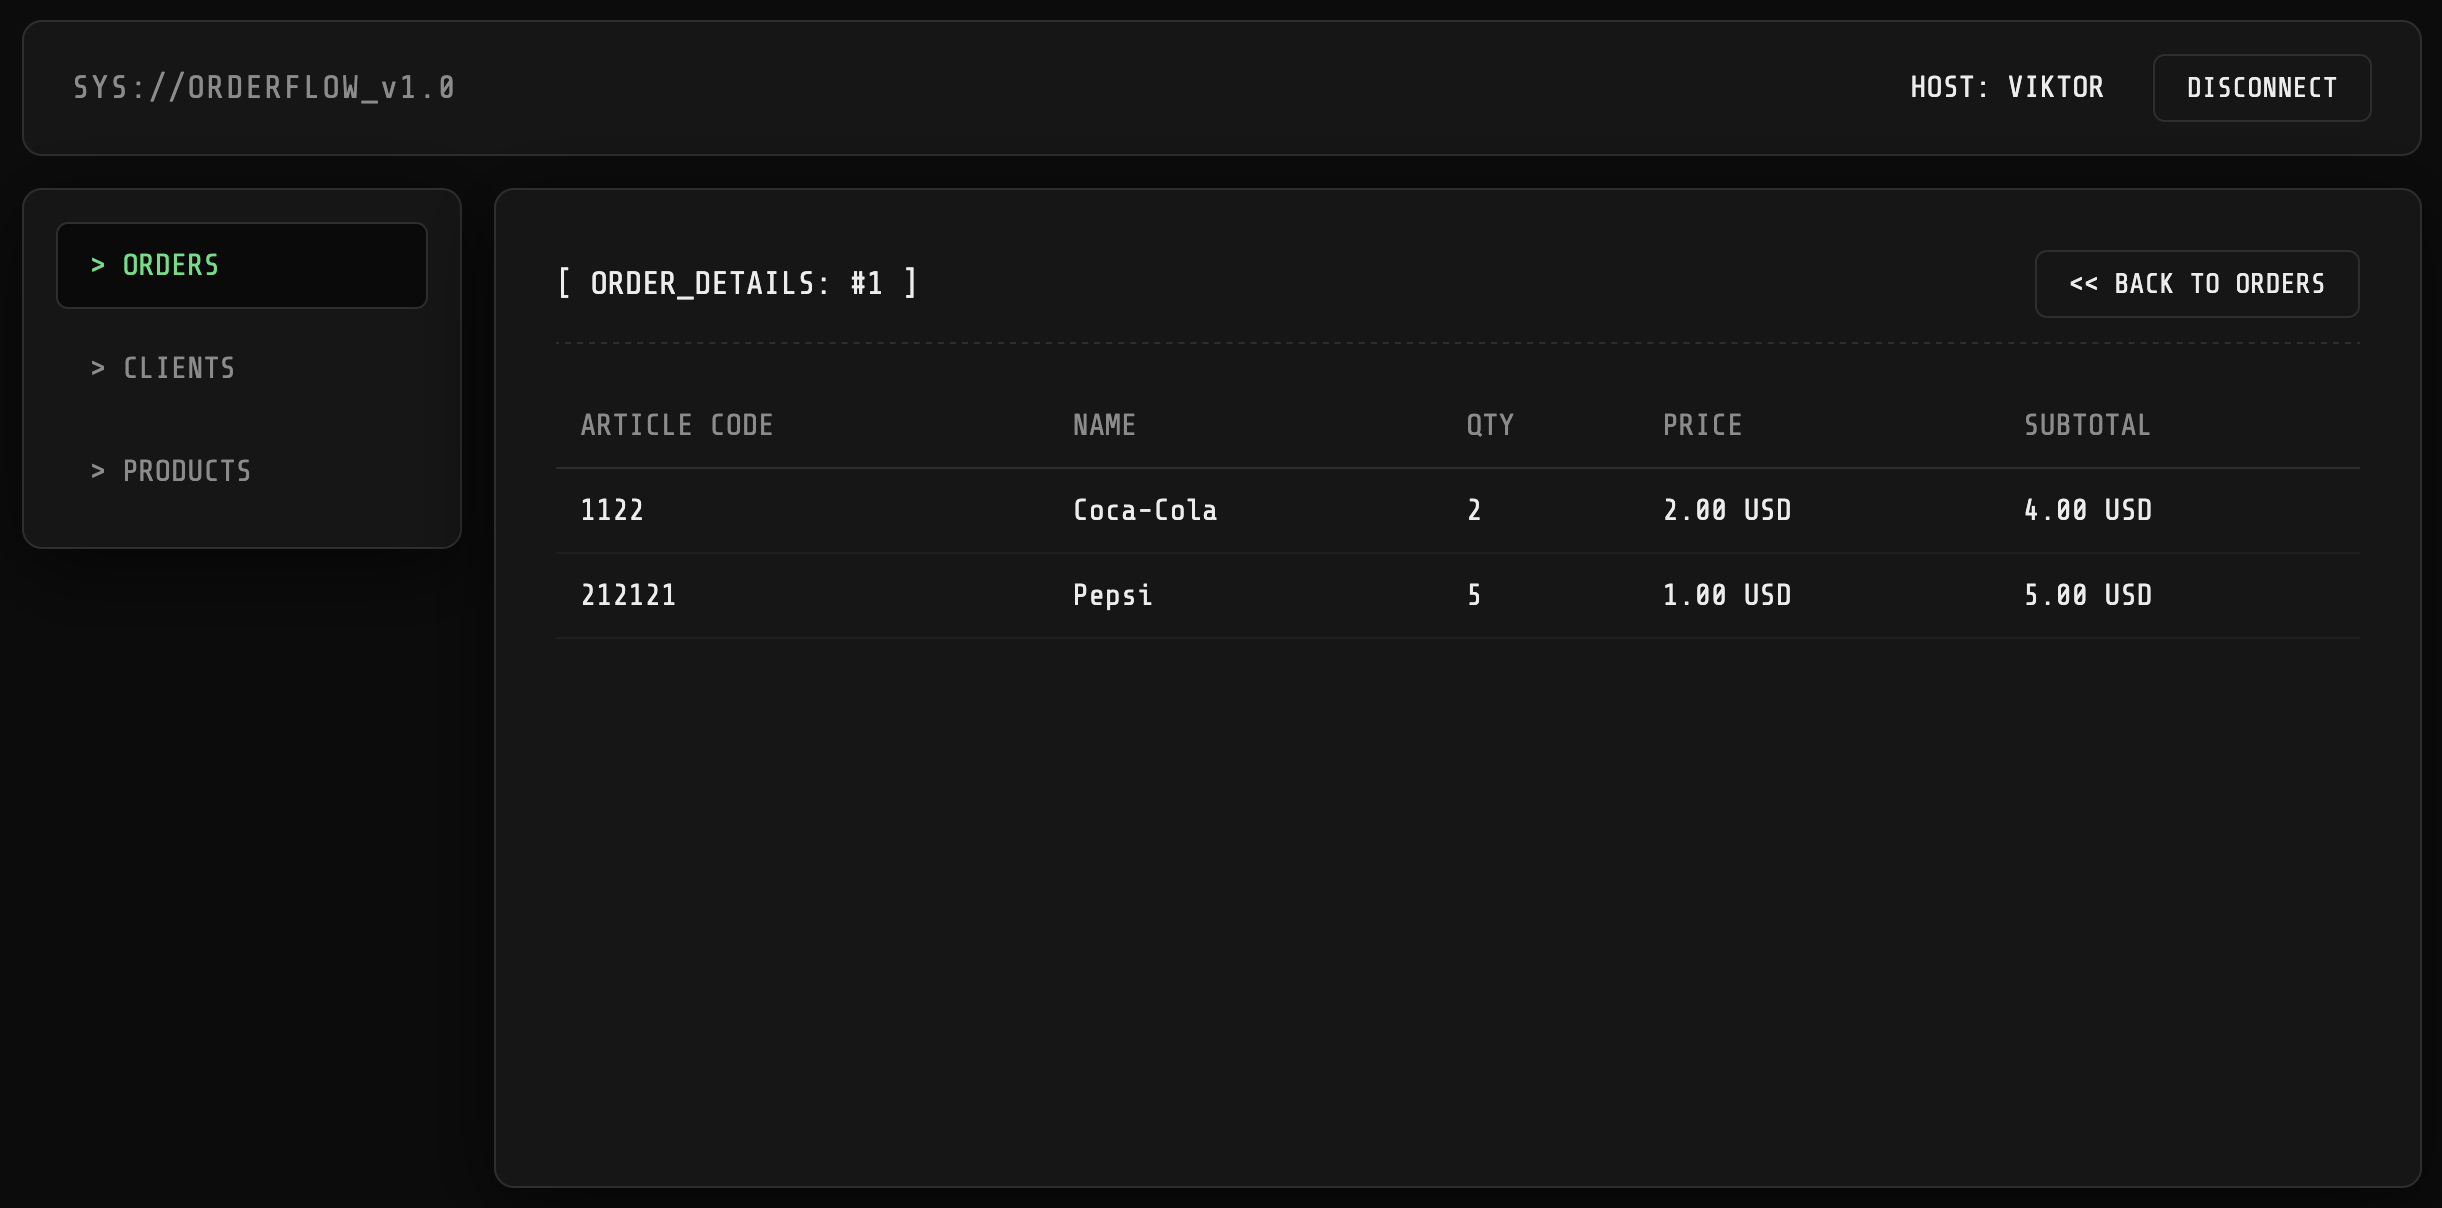 SYS://ORDERFLOW_v1.0 HOST: VIKTOR DISCONNECT
> ORDERS
> CLIENTS
> PRODUCTS
[ ORDER_DETAILS: #1 ] << BACK TO ORDERS
ARTICLE CODE NAME QTY PRICE SUBTOTAL
1122 Coca-Cola 2 2.00 USD 4.00 USD
212121 Pepsi 5 1.00 USD 5.00 USD